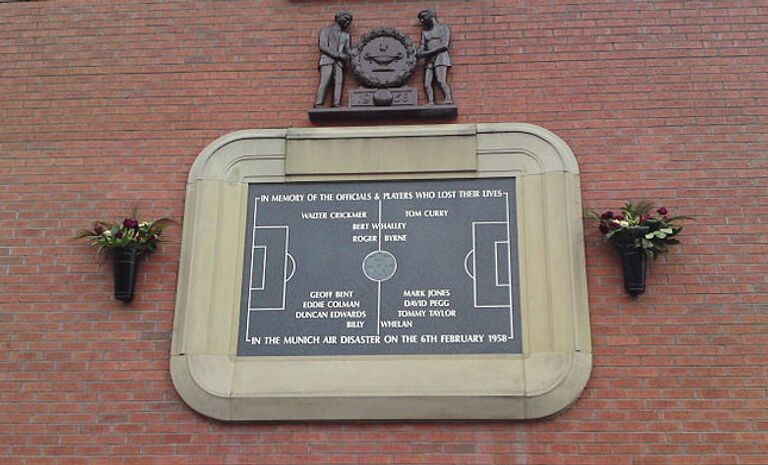 1958
IN MEMORY OF THE OFFICIALS & PLAYERS WHO LOST THEIR LIVES
WALTER CRICKMER TOM CURRY
BERT WHALLEY
ROGER BYRNE
GEOFF BENT MARK JONES
EDDIE COLMAN DAVID PEGG
DUNCAN EDWARDS TOMMY TAYLOR
BILLY WHELAN
IN THE MUNICH AIR DISASTER ON THE 6TH FEBRUARY 1958